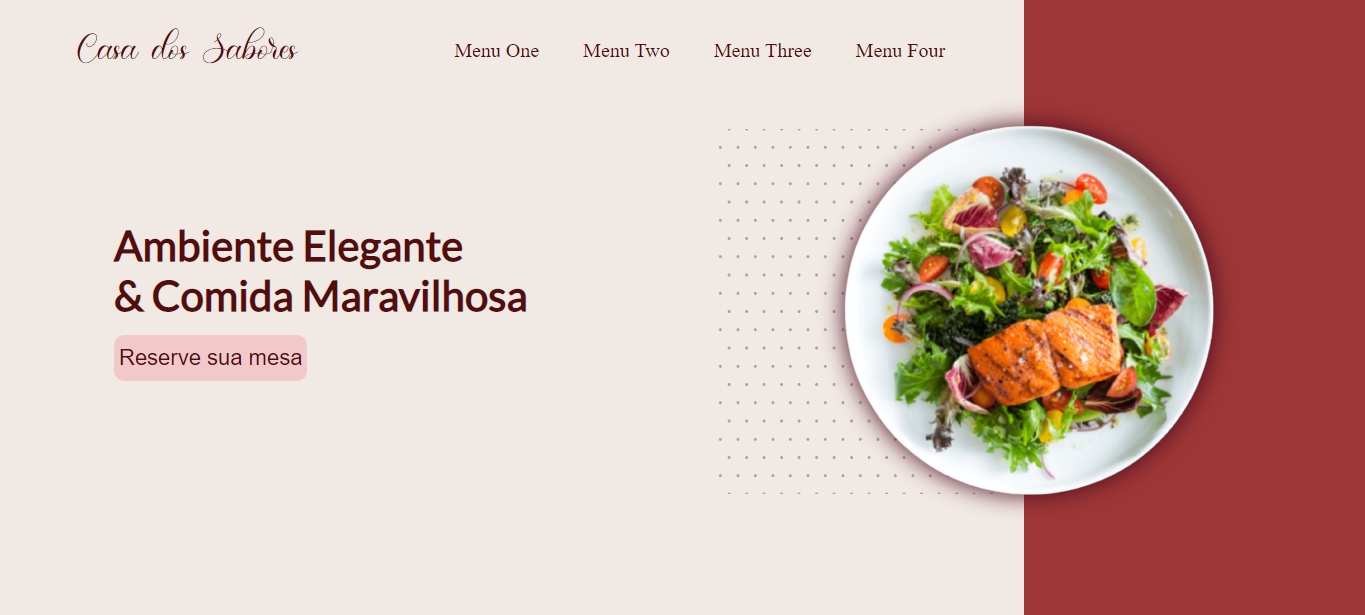 Casa dos Sabores
Menu One
Menu Two
Menu Three
Menu Four
Ambiente Elegante
& Comida Maravilhosa
Reserve sua mesa